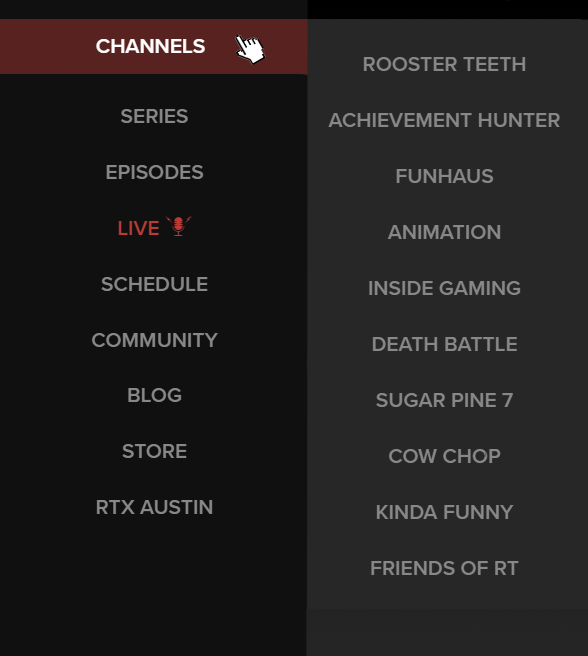 CHANNELS
SERIES
EPISODES
LIVE
SCHEDULE
COMMUNITY
BLOG
STORE
RTX AUSTIN
ROOSTER TEETH
ACHIEVEMENT HUNTER
FUNHAUS
ANIMATION
INSIDE GAMING
DEATH BATTLE
SUGAR PINE 7
COW CHOP
KINDA FUNNY
FRIENDS OF RT